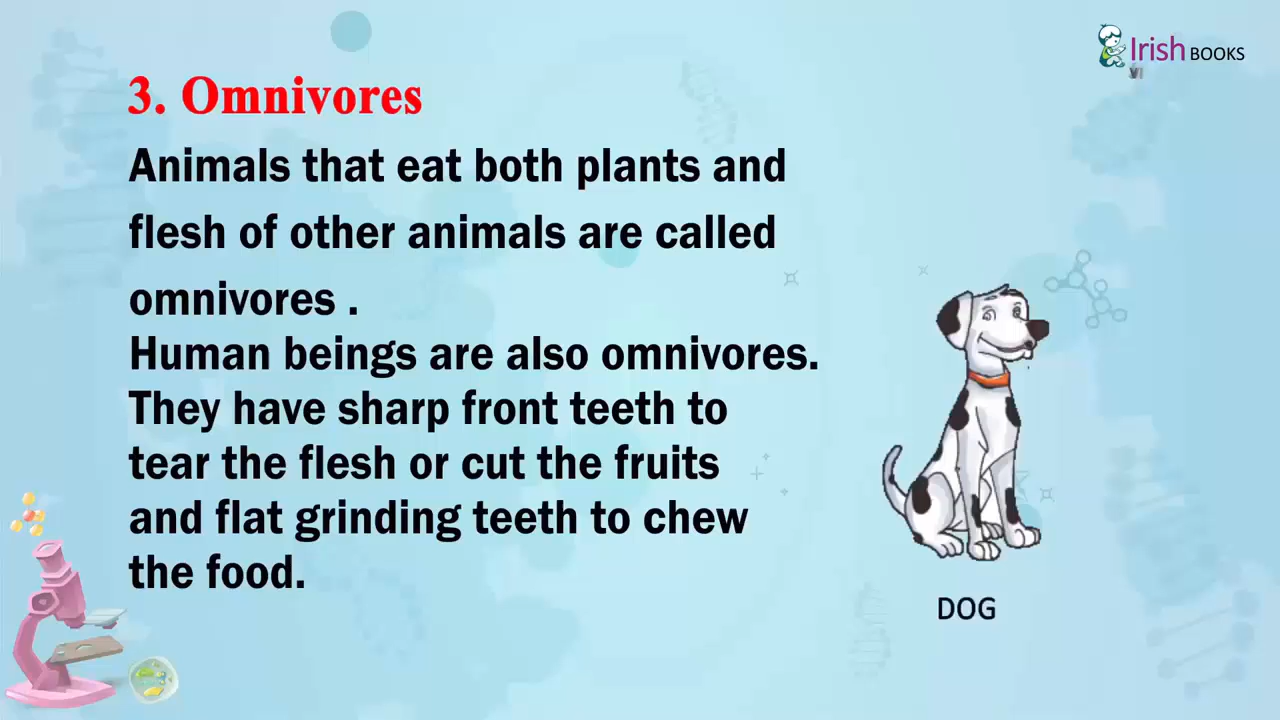 Irish BOOKS
3. Omnivores
Animals that eat both plants and
flesh of other animals are called
omnivores .
Human beings are also omnivores.
They have sharp front teeth to
tear the flesh or cut the fruits
and flat grinding teeth to chew
the food.
DOG